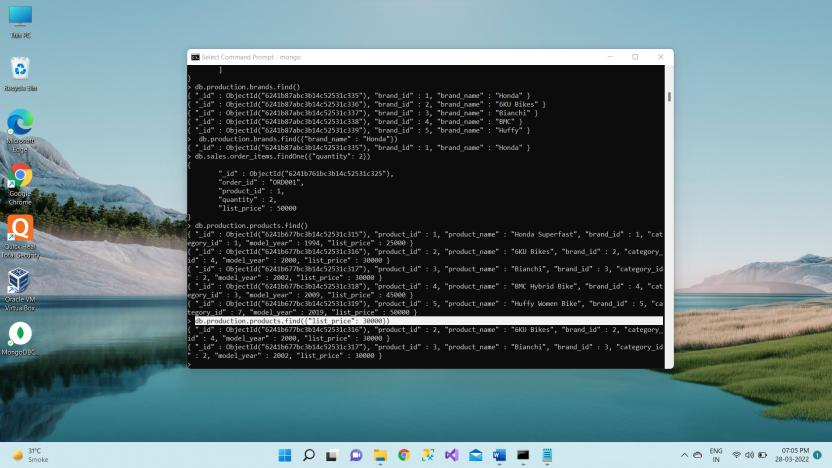 This PC
Recycle Bin
Microsoft
Edge
Google
Chrome
Quick Heal
Total Security
Oracle VM
VirtualBox
MongoDBC...
Select Command Prompt - mongo
]
}
> db.production.brands.find()
{ "_id" : ObjectId("6241b87abc3b14c52531c335"), "brand_id" : 1, "brand_name" : "Honda" }
{ "_id" : ObjectId("6241b87abc3b14c52531c336"), "brand_id" : 2, "brand_name" : "6KU Bikes" }
{ "_id" : ObjectId("6241b87abc3b14c52531c337"), "brand_id" : 3, "brand_name" : "Bianchi" }
{ "_id" : ObjectId("6241b87abc3b14c52531c338"), "brand_id" : 4, "brand_name" : "BMC" }
{ "_id" : ObjectId("6241b87abc3b14c52531c339"), "brand_id" : 5, "brand_name" : "Huffy" }
>  db.production.brands.find({"brand_name" : "Honda"})
{ "_id" : ObjectId("6241b87abc3b14c52531c335"), "brand_id" : 1, "brand_name" : "Honda" }
> db.sales.order_items.findOne({"quantity": 2})
{
"_id" : ObjectId("6241b761bc3b14c52531c325"),
"order_id" : "ORD001",
"product_id" : 1,
"quantity" : 2,
"list_price" : 50000
}
> db.production.products.find()
{ "_id" : ObjectId("6241b677bc3b14c52531c315"), "product_id" : 1, "product_name" : "Honda Superfast", "brand_id" : 1, "cat
egory_id" : 1, "model_year" : 1994, "list_price" : 25000 }
{ "_id" : ObjectId("6241b677bc3b14c52531c316"), "product_id" : 2, "product_name" : "6KU Bikes", "brand_id" : 2, "category_
id" : 4, "model_year" : 2000, "list_price" : 30000 }
{ "_id" : ObjectId("6241b677bc3b14c52531c317"), "product_id" : 3, "product_name" : "Bianchi", "brand_id" : 3, "category_id
" : 2, "model_year" : 2002, "list_price" : 30000 }
{ "_id" : ObjectId("6241b677bc3b14c52531c318"), "product_id" : 4, "product_name" : "BMC Hybrid Bike", "brand_id" : 4, "cat
egory_id" : 3, "model_year" : 2009, "list_price" : 45000 }
{ "_id" : ObjectId("6241b677bc3b14c52531c319"), "product_id" : 5, "product_name" : "Huffy Women Bike", "brand_id" : 5, "ca
tegory_id" : 7, "model_year" : 2019, "list_price" : 50000 }
> db.production.products.find({"list_price": 30000})
{ "_id" : ObjectId("6241b677bc3b14c52531c316"), "product_id" : 2, "product_name" : "6KU Bikes", "brand_id" : 2, "category_
id" : 4, "model_year" : 2000, "list_price" : 30000 }
{ "_id" : ObjectId("6241b677bc3b14c52531c317"), "product_id" : 3, "product_name" : "Bianchi", "brand_id" : 3, "category_id
" : 2, "model_year" : 2002, "list_price" : 30000 }
>
31°C
Smoke
ENG
IN
07:05 PM
28-03-2022
1